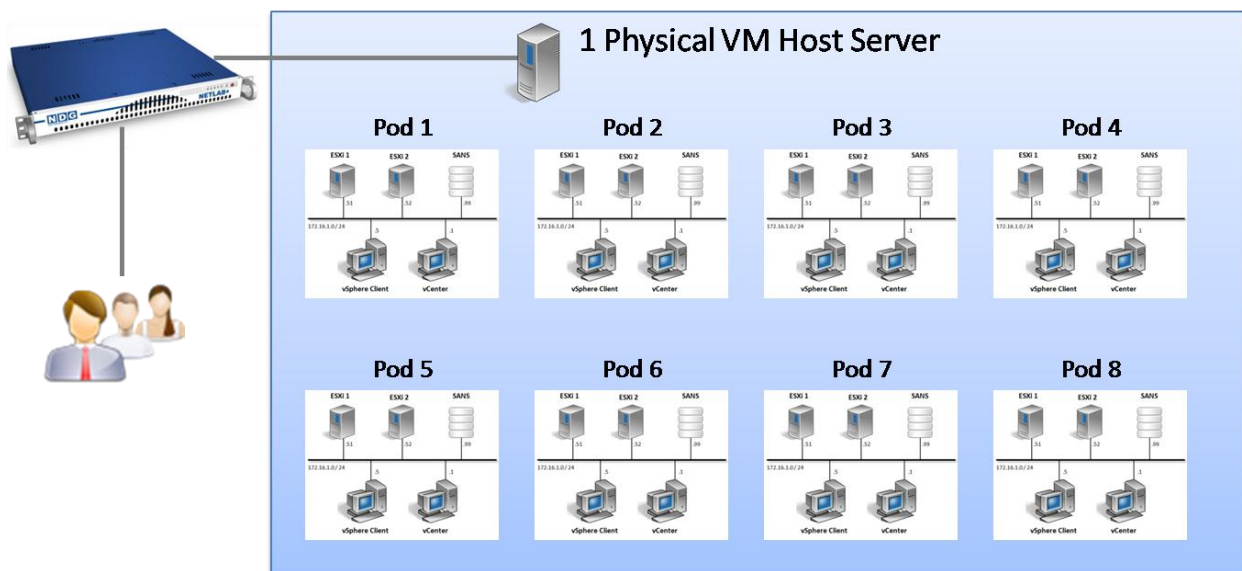 1 Physical VM Host Server
NDG
NETLAB+
Pod 1
Pod 2
Pod 3
Pod 4
ESXi 1
ESXi 2
SANS
.51
.52
.99
172.16.1.0/ 24
.5
.1
vSphere Client
vCenter
ESXi 1
ESXi 2
SANS
.51
.52
.99
172.16.1.0/ 24
.5
.1
vSphere Client
vCenter
ESXi 1
ESXi 2
SANS
.51
.52
.99
172.16.1.0/ 24
.5
.1
vSphere Client
vCenter
ESXi 1
ESXi 2
SANS
.51
.52
.99
172.16.1.0/ 24
.5
.1
vSphere Client
vCenter
Pod 5
Pod 6
Pod 7
Pod 8
ESXi 1
ESXi 2
SANS
.51
.52
.99
172.16.1.0/ 24
.5
.1
vSphere Client
vCenter
ESXi 1
ESXi 2
SANS
.51
.52
.99
172.16.1.0/ 24
.5
.1
vSphere Client
vCenter
ESXi 1
ESXi 2
SANS
.51
.52
.99
172.16.1.0/ 24
.5
.1
vSphere Client
vCenter
ESXi 1
ESXi 2
SANS
.51
.52
.99
172.16.1.0/ 24
.5
.1
vSphere Client
vCenter